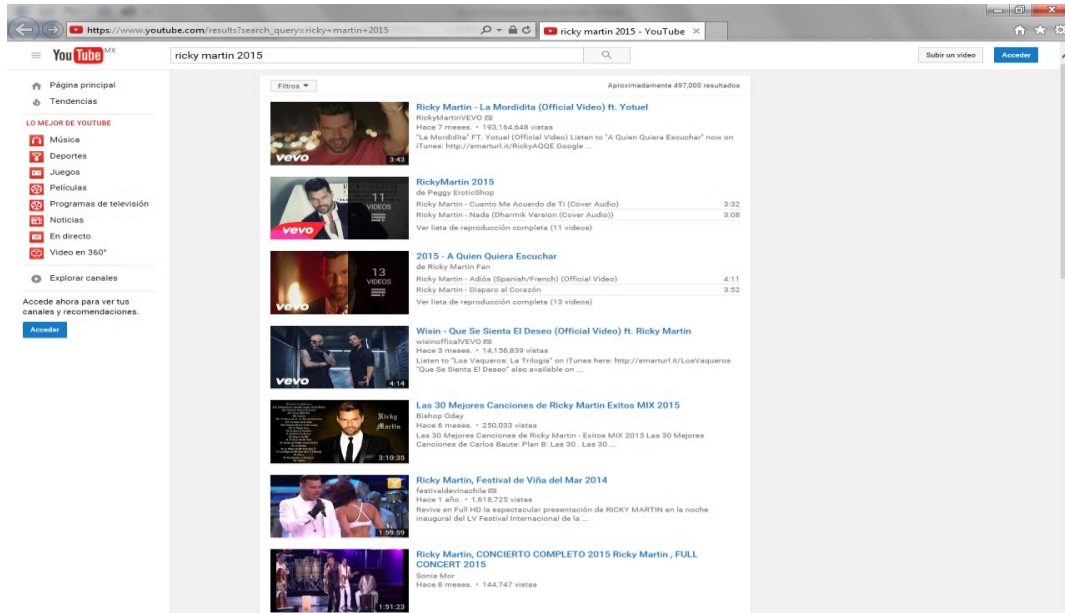 https://www.youtube.com/results?search_query=ricky+martin+2015
ricky martin 2015 - YouTube
YouTube MX
ricky martin 2015
Subir un video
Acceder
Página principal
Tendencias
LO MEJOR DE YOUTUBE
Música
Deportes
Juegos
Películas
Programas de televisión
Noticias
En directo
Video en 360°
Explorar canales
Accede ahora para ver tus
canales y recomendaciones.
Acceder
Filtros
Aproximadamente 497,000 resultados
vevo
3:43
Ricky Martin - La Mordidita (Official Video) ft. Yotuel
RickyMartinVEVO
Hace 7 meses. • 193,164,648 vistas
"La Mordidita" FT. Yotuel (Official Video) Listen to "A Quien Quiera Escuchar" now on
iTunes: http://smarturl.it/RickyAQQE Google ...
vevo
11
VIDEOS
RickyMartin 2015
de Peggy EroticShop
Ricky Martin - Cuanto Me Acuerdo de Ti (Cover Audio) 3:32
Ricky Martin - Nada (Dharmik Version (Cover Audio)) 3:08
Ver lista de reproducción completa (11 videos)
vevo
13
VIDEOS
2015 - A Quien Quiera Escuchar
de Ricky Martin Fan
Ricky Martin - Adiós (Spanish/French) (Official Video) 4:11
Ricky Martin - Disparo al Corazón 3:52
Ver lista de reproducción completa (13 videos)
vevo
4:14
Wisin - Que Se Sienta El Deseo (Official Video) ft. Ricky Martin
wisinofficalVEVO
Hace 3 meses. • 14,156,839 vistas
Listen to "Los Vaqueros: La Trilogia" on iTunes here: http://smarturl.it/LosVaqueros
"Que Se Sienta El Deseo" also available on ...
Ricky
Martin
3:10:35
Las 30 Mejores Canciones de Ricky Martin Exitos MIX 2015
Bishop Oday
Hace 6 meses. • 250,033 vistas
Las 30 Mejores Canciones de Ricky Martin - Exitos MIX 2015 Las 30 Mejores
Canciones de Carlos Baute: Plan B: Las 30 . Las 30 ...
1:59:59
Ricky Martin, Festival de Viña del Mar 2014
festivaldevinachile
Hace 1 año. • 1,618,725 vistas
Revive en Full HD la espectacular presentación de RICKY MARTIN en la noche
inaugural del LV Festival Internacional de la ...
1:51:23
Ricky Martin, CONCIERTO COMPLETO 2015 Ricky Martin , FULL
CONCERT 2015
Sonia Mor
Hace 8 meses. • 144,747 vistas